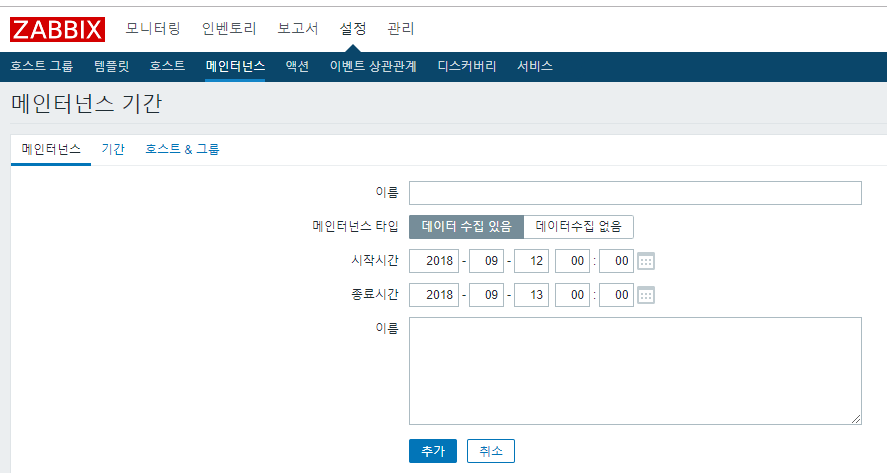 ZABBIX 모니터링 인벤토리 보고서 설정 관리
호스트 그룹 템플릿 호스트 메인터넌스 액션 이벤트 상관관계 디스커버리 서비스
메인터넌스 기간
메인터넌스 기간 호스트 & 그룹
이름
메인터넌스 타입 데이터 수집 있음 데이터수집 없음
시작시간 2018 - 09 - 12 00 : 00
종료시간 2018 - 09 - 13 00 : 00
이름
추가 취소